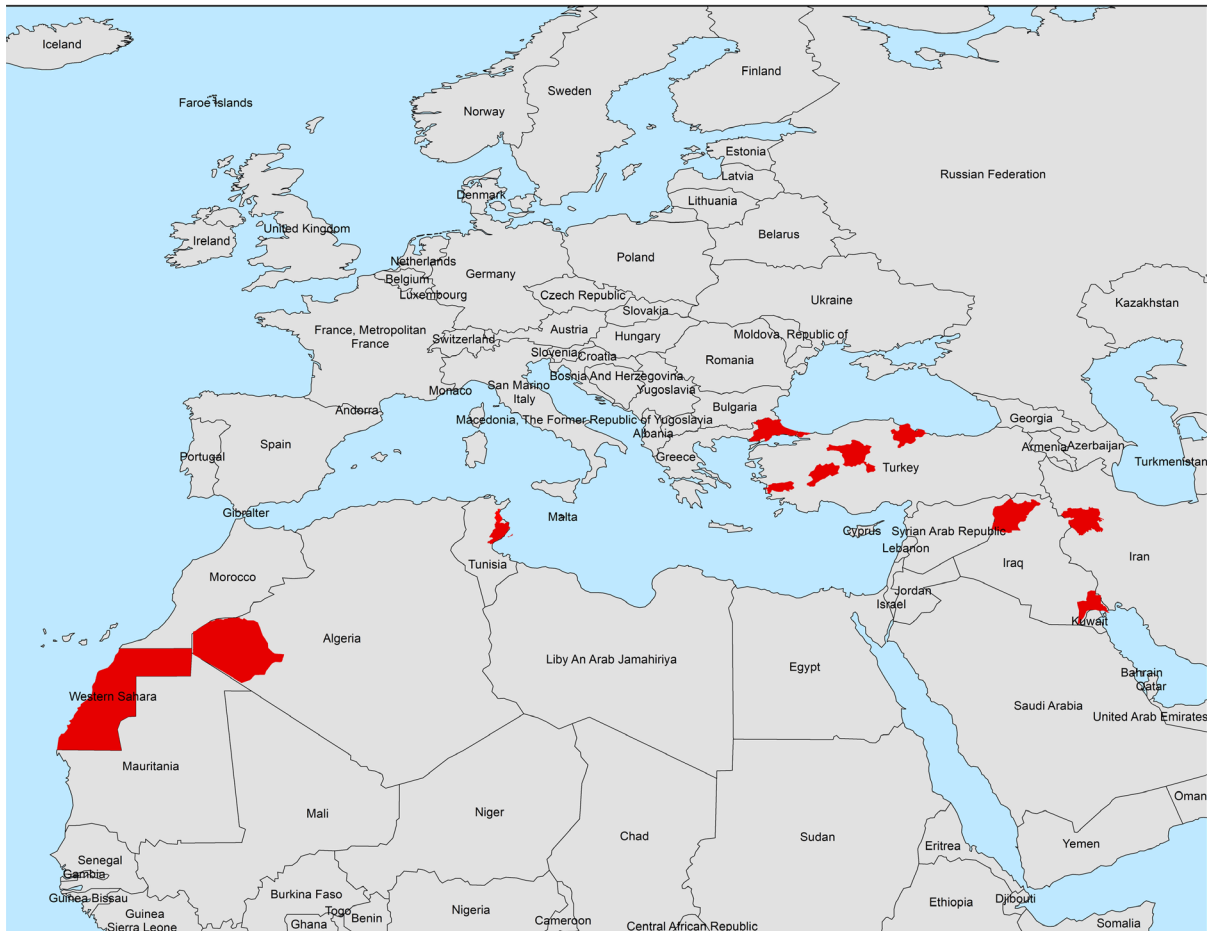 Iceland
Finland
Sweden
Faroe Islands
Norway
Estonia
Russian Federation
Latvia
Denmark
Lithuania
United Kingdom
Belarus
Ireland
Netherlands
Poland
Germany
Belgium
Luxembourg
Czech Republic
Ukraine
Kazakhstan
Slovakia
France, Metropolitan
France
Austria
Switzerland
Hungary
Moldova, Republic of
Slovenia
Croatia
Romania
Bosnia And Herzegovina
Yugoslavia
Monaco
San Marino
Italy
Andorra
Bulgaria
Macedonia, The Former Republic of Yugoslavia
Georgia
Albania
Spain
Armenia
Azerbaijan
Portugal
Greece
Turkey
Turkmenistan
Gibralter
Malta
Cyprus
Syrian Arab Republic
Lebanon
Iran
Tunisia
Iraq
Morocco
Jordan
Israel
Kuwait
Algeria
Liby An Arab Jamahiriya
Egypt
Bahrain
Qatar
Western Sahara
Saudi Arabia
United Arab Emirates
Mauritania
Oman
Mali
Niger
Chad
Sudan
Yemen
Eritrea
Senegal
Gambia
Guinea Bissau
Burkina Faso
Djibouti
Ethiopia
Togo
Guinea
Benin
Nigeria
Sierra Leone
Ghana
Cameroon
Central African Republic
Somalia